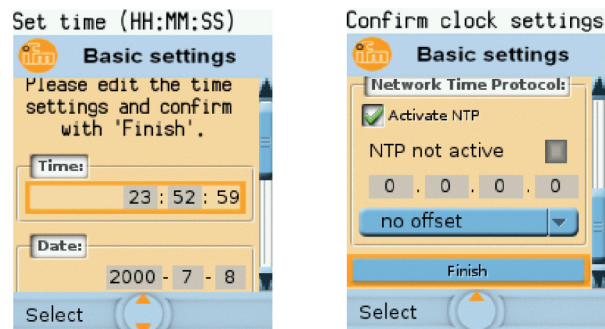 Set time (HH:MM:SS)
ifm
Basic settings
Please edit the time
settings and confirm
with 'Finish'.
Time:
23 : 52 : 59
Date:
2000 - 7 - 8
Select
Confirm clock settings
ifm
Basic settings
Network Time Protocol:
Activate NTP
NTP not active
0 . 0 . 0 . 0
no offset
Finish
Select